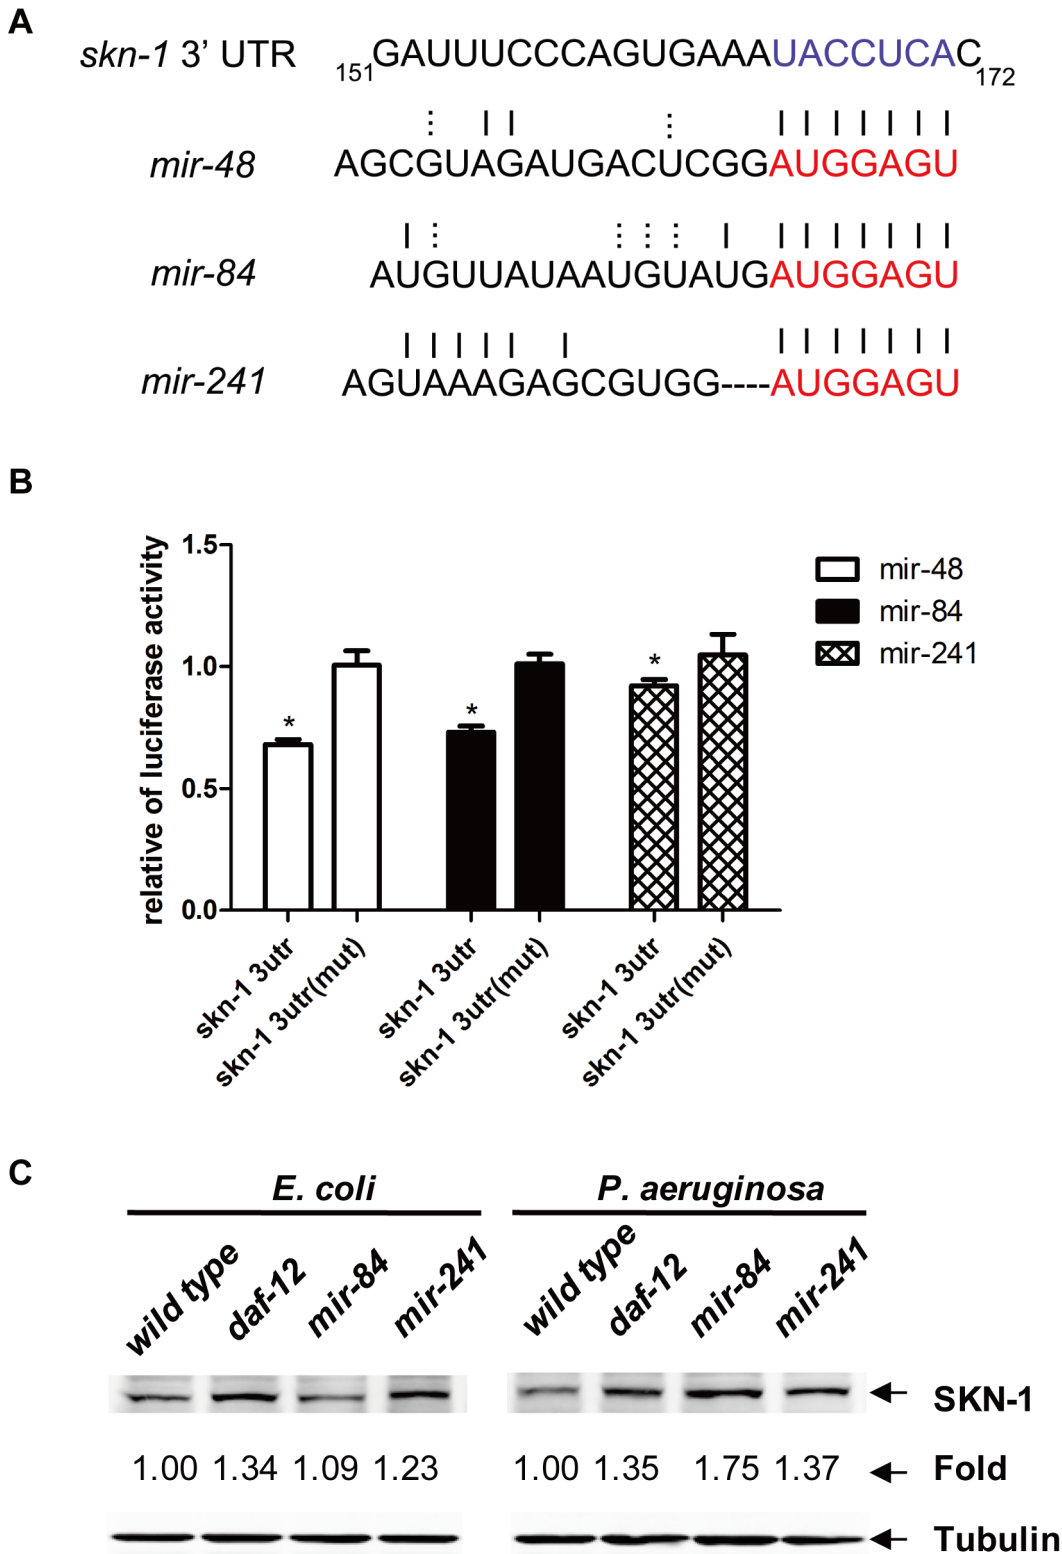 A
skn-1 3’ UTR 151GAUUUCCCAGUGAAAUACCUCAC172
mir-48 AGCGUAGAUGACUCGGAUGGAGU
mir-84 AUGUUAUAAUGUAUGAUGGAGU
mir-241 AGUAAAGAGCGUGG----AUGGAGU
B
relative of luciferase activity
1.5
1.0
0.5
0.0
* * *
mir-48
mir-84
mir-241
skn-1 3utr
skn-1 3utr(mut)
skn-1 3utr
skn-1 3utr(mut)
skn-1 3utr
skn-1 3utr(mut)
C
E. coli P. aeruginosa
wild type daf-12 mir-84 mir-241 wild type daf-12 mir-84 mir-241
SKN-1
1.00 1.34 1.09 1.23 1.00 1.35 1.75 1.37 Fold
Tubulin